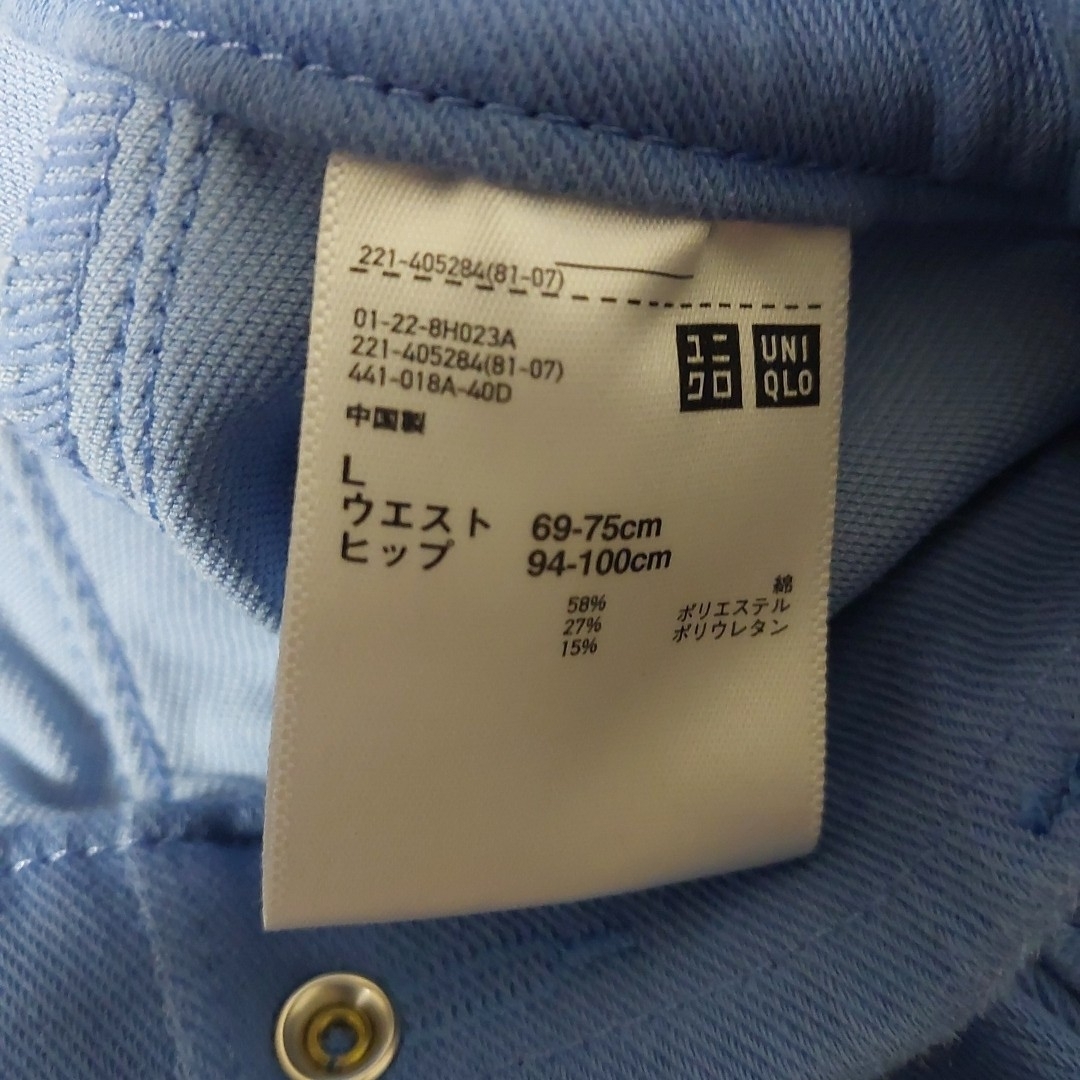 221-405284(81-07)
01-22-8H023A
221-405284(81-07)
441-018A-40D
中国製
ユニ
クロ
UNI
QLO
L
ウエスト 69-75cm
ヒップ 94-100cm
58% 綿
27% ポリエステル
15% ポリウレタン